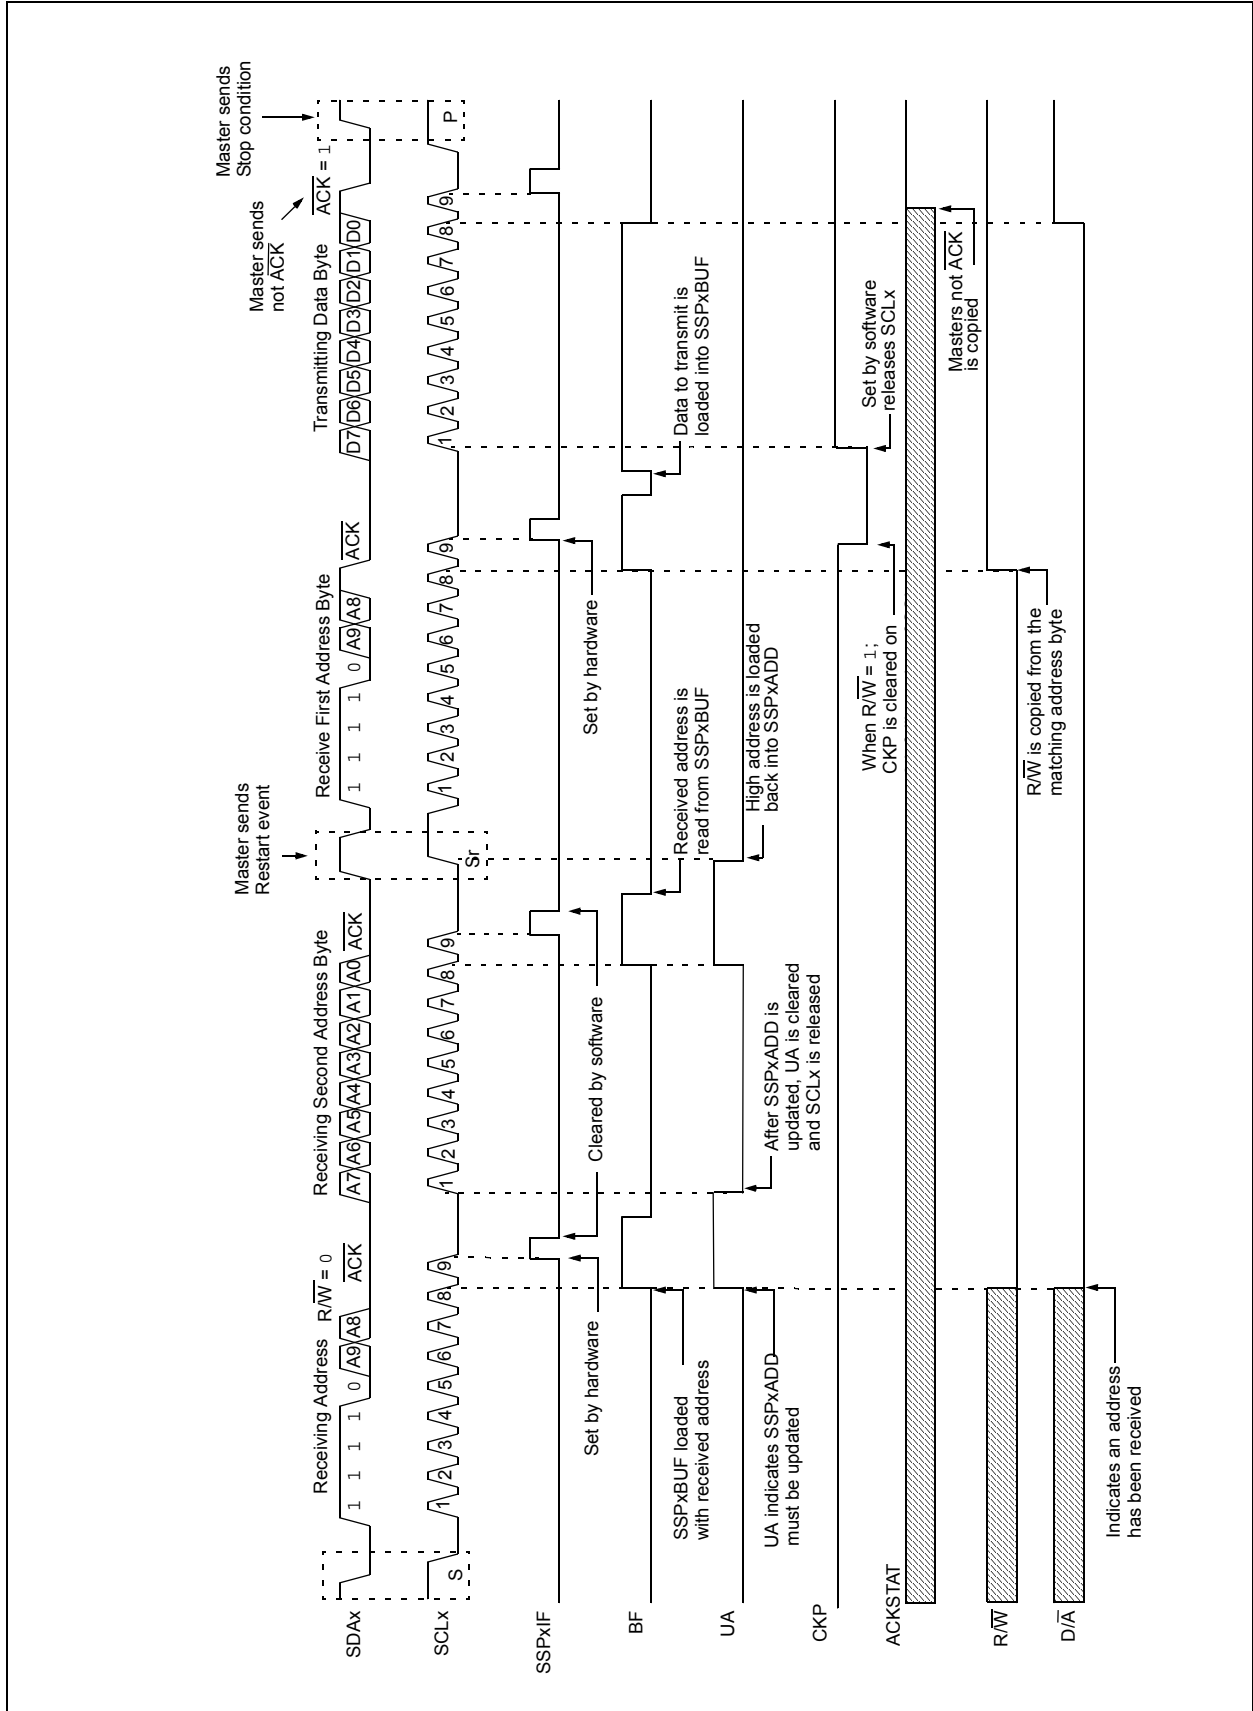 Master sends
Stop condition
Master sends
not ACK
Master sends
Restart event
Receiving Address R/W = 0
Receiving Second Address Byte
Receive First Address Byte
Transmitting Data Byte
ACK = 1
SDAx
1 1 1 1 0 A9 A8 ACK
A7 A6 A5 A4 A3 A2 A1 A0 ACK
1 1 1 1 0 A9 A8 ACK
D7 D6 D5 D4 D3 D2 D1 D0
SCLx
S 1 2 3 4 5 6 7 8 9
1 2 3 4 5 6 7 8 9
Sr 1 2 3 4 5 6 7 8 9
1 2 3 4 5 6 7 8 9 P
SSPxIF
Set by hardware
Cleared by software
Set by hardware
BF
SSPxBUF loaded
with received address
Received address is
read from SSPxBUF
Data to transmit is
loaded into SSPxBUF
UA
UA indicates SSPxADD
must be updated
After SSPxADD is
updated, UA is cleared
and SCLx is released
High address is loaded
back into SSPxADD
CKP
When R/W = 1;
CKP is cleared on
Set by software
releases SCLx
ACKSTAT
Masters not ACK
is copied
R/W
R/W is copied from the
matching address byte
D/A
Indicates an address
has been received